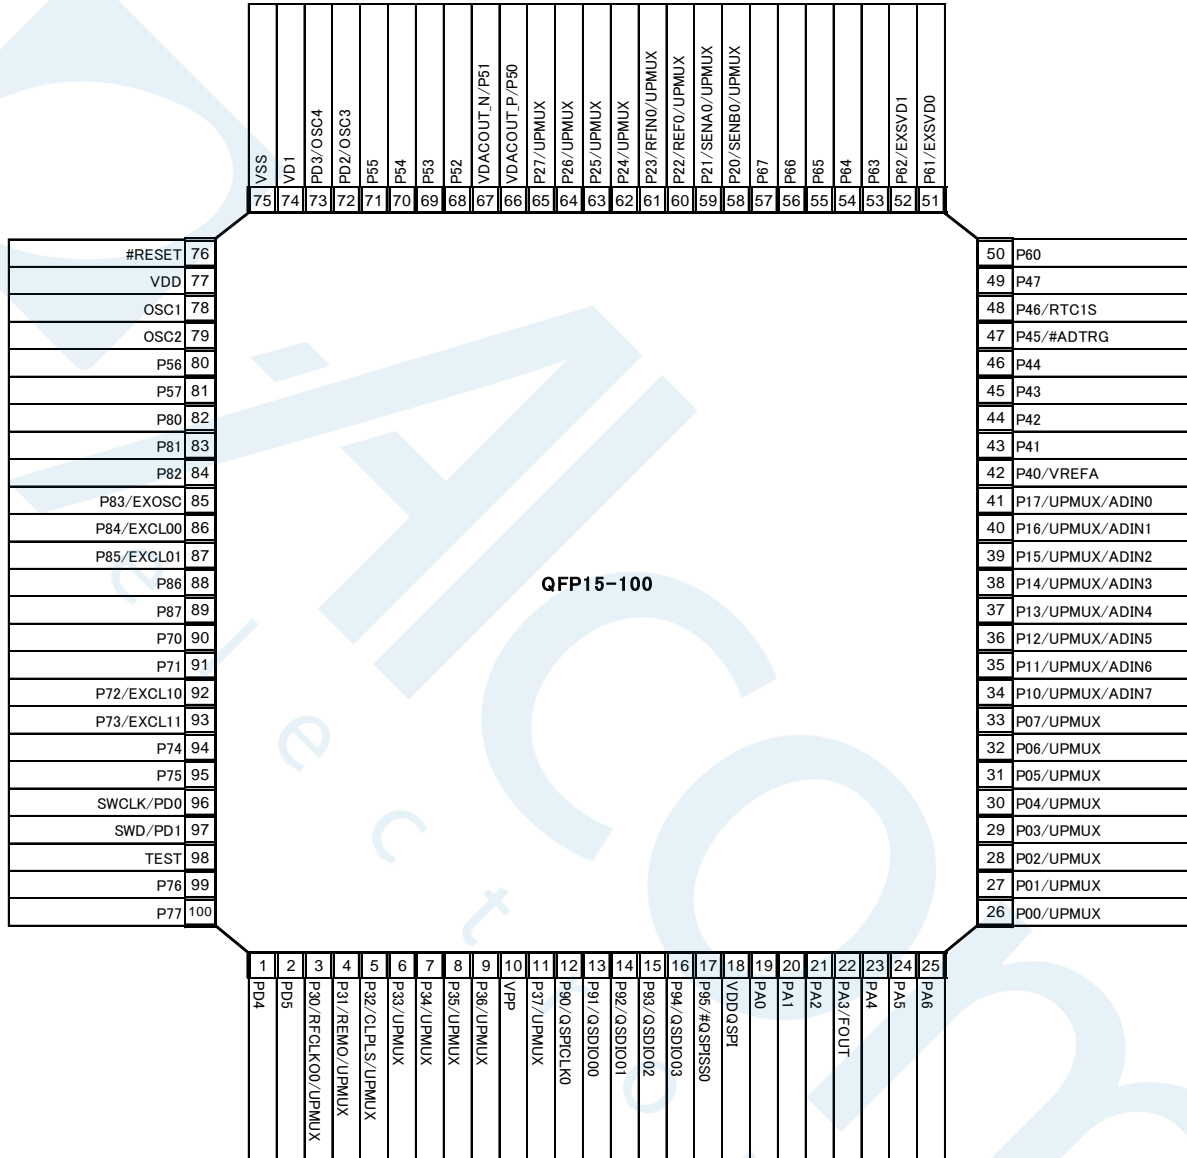 VSS
VD1
PD3/OSC4
PD2/OSC3
P55
P54
P53
P52
VDACOUT_N/P51
VDACOUT_P/P50
P27/UPMUX
P26/UPMUX
P25/UPMUX
P24/UPMUX
P23/RFIN0/UPMUX
P22/REF0/UPMUX
P21/SENA0/UPMUX
P20/SENB0/UPMUX
P67
P66
P65
P64
P63
P62/EXSVD1
P61/EXSVD0
75 74 73 72 71 70 69 68 67 66 65 64 63 62 61 60 59 58 57 56 55 54 53 52 51
#RESET 76
VDD 77
OSC1 78
OSC2 79
P56 80
P57 81
P80 82
P81 83
P82 84
P83/EXOSC 85
P84/EXCL00 86
P85/EXCL01 87
P86 88
P87 89
P70 90
P71 91
P72/EXCL10 92
P73/EXCL11 93
P74 94
P75 95
SWCLK/PD0 96
SWD/PD1 97
TEST 98
P76 99
P77 100
QFP15-100
50 P60
49 P47
48 P46/RTC1S
47 P45/#ADTRG
46 P44
45 P43
44 P42
43 P41
42 P40/VREFA
41 P17/UPMUX/ADIN0
40 P16/UPMUX/ADIN1
39 P15/UPMUX/ADIN2
38 P14/UPMUX/ADIN3
37 P13/UPMUX/ADIN4
36 P12/UPMUX/ADIN5
35 P11/UPMUX/ADIN6
34 P10/UPMUX/ADIN7
33 P07/UPMUX
32 P06/UPMUX
31 P05/UPMUX
30 P04/UPMUX
29 P03/UPMUX
28 P02/UPMUX
27 P01/UPMUX
26 P00/UPMUX
1 2 3 4 5 6 7 8 9 10 11 12 13 14 15 16 17 18 19 20 21 22 23 24 25
PD4
PD5
P30/RFCLKO0/UPMUX
P31/REMO/UPMUX
P32/CLPLS/UPMUX
P33/UPMUX
P34/UPMUX
P35/UPMUX
P36/UPMUX
VPP
P37/UPMUX
P90/QSPICLK0
P91/QSDIO00
P92/QSDIO01
P93/QSDIO02
P94/QSDIO03
P95/#QSPISS0
VDDQSPI
PA0
PA1
PA2
PA3/FOUT
PA4
PA5
PA6